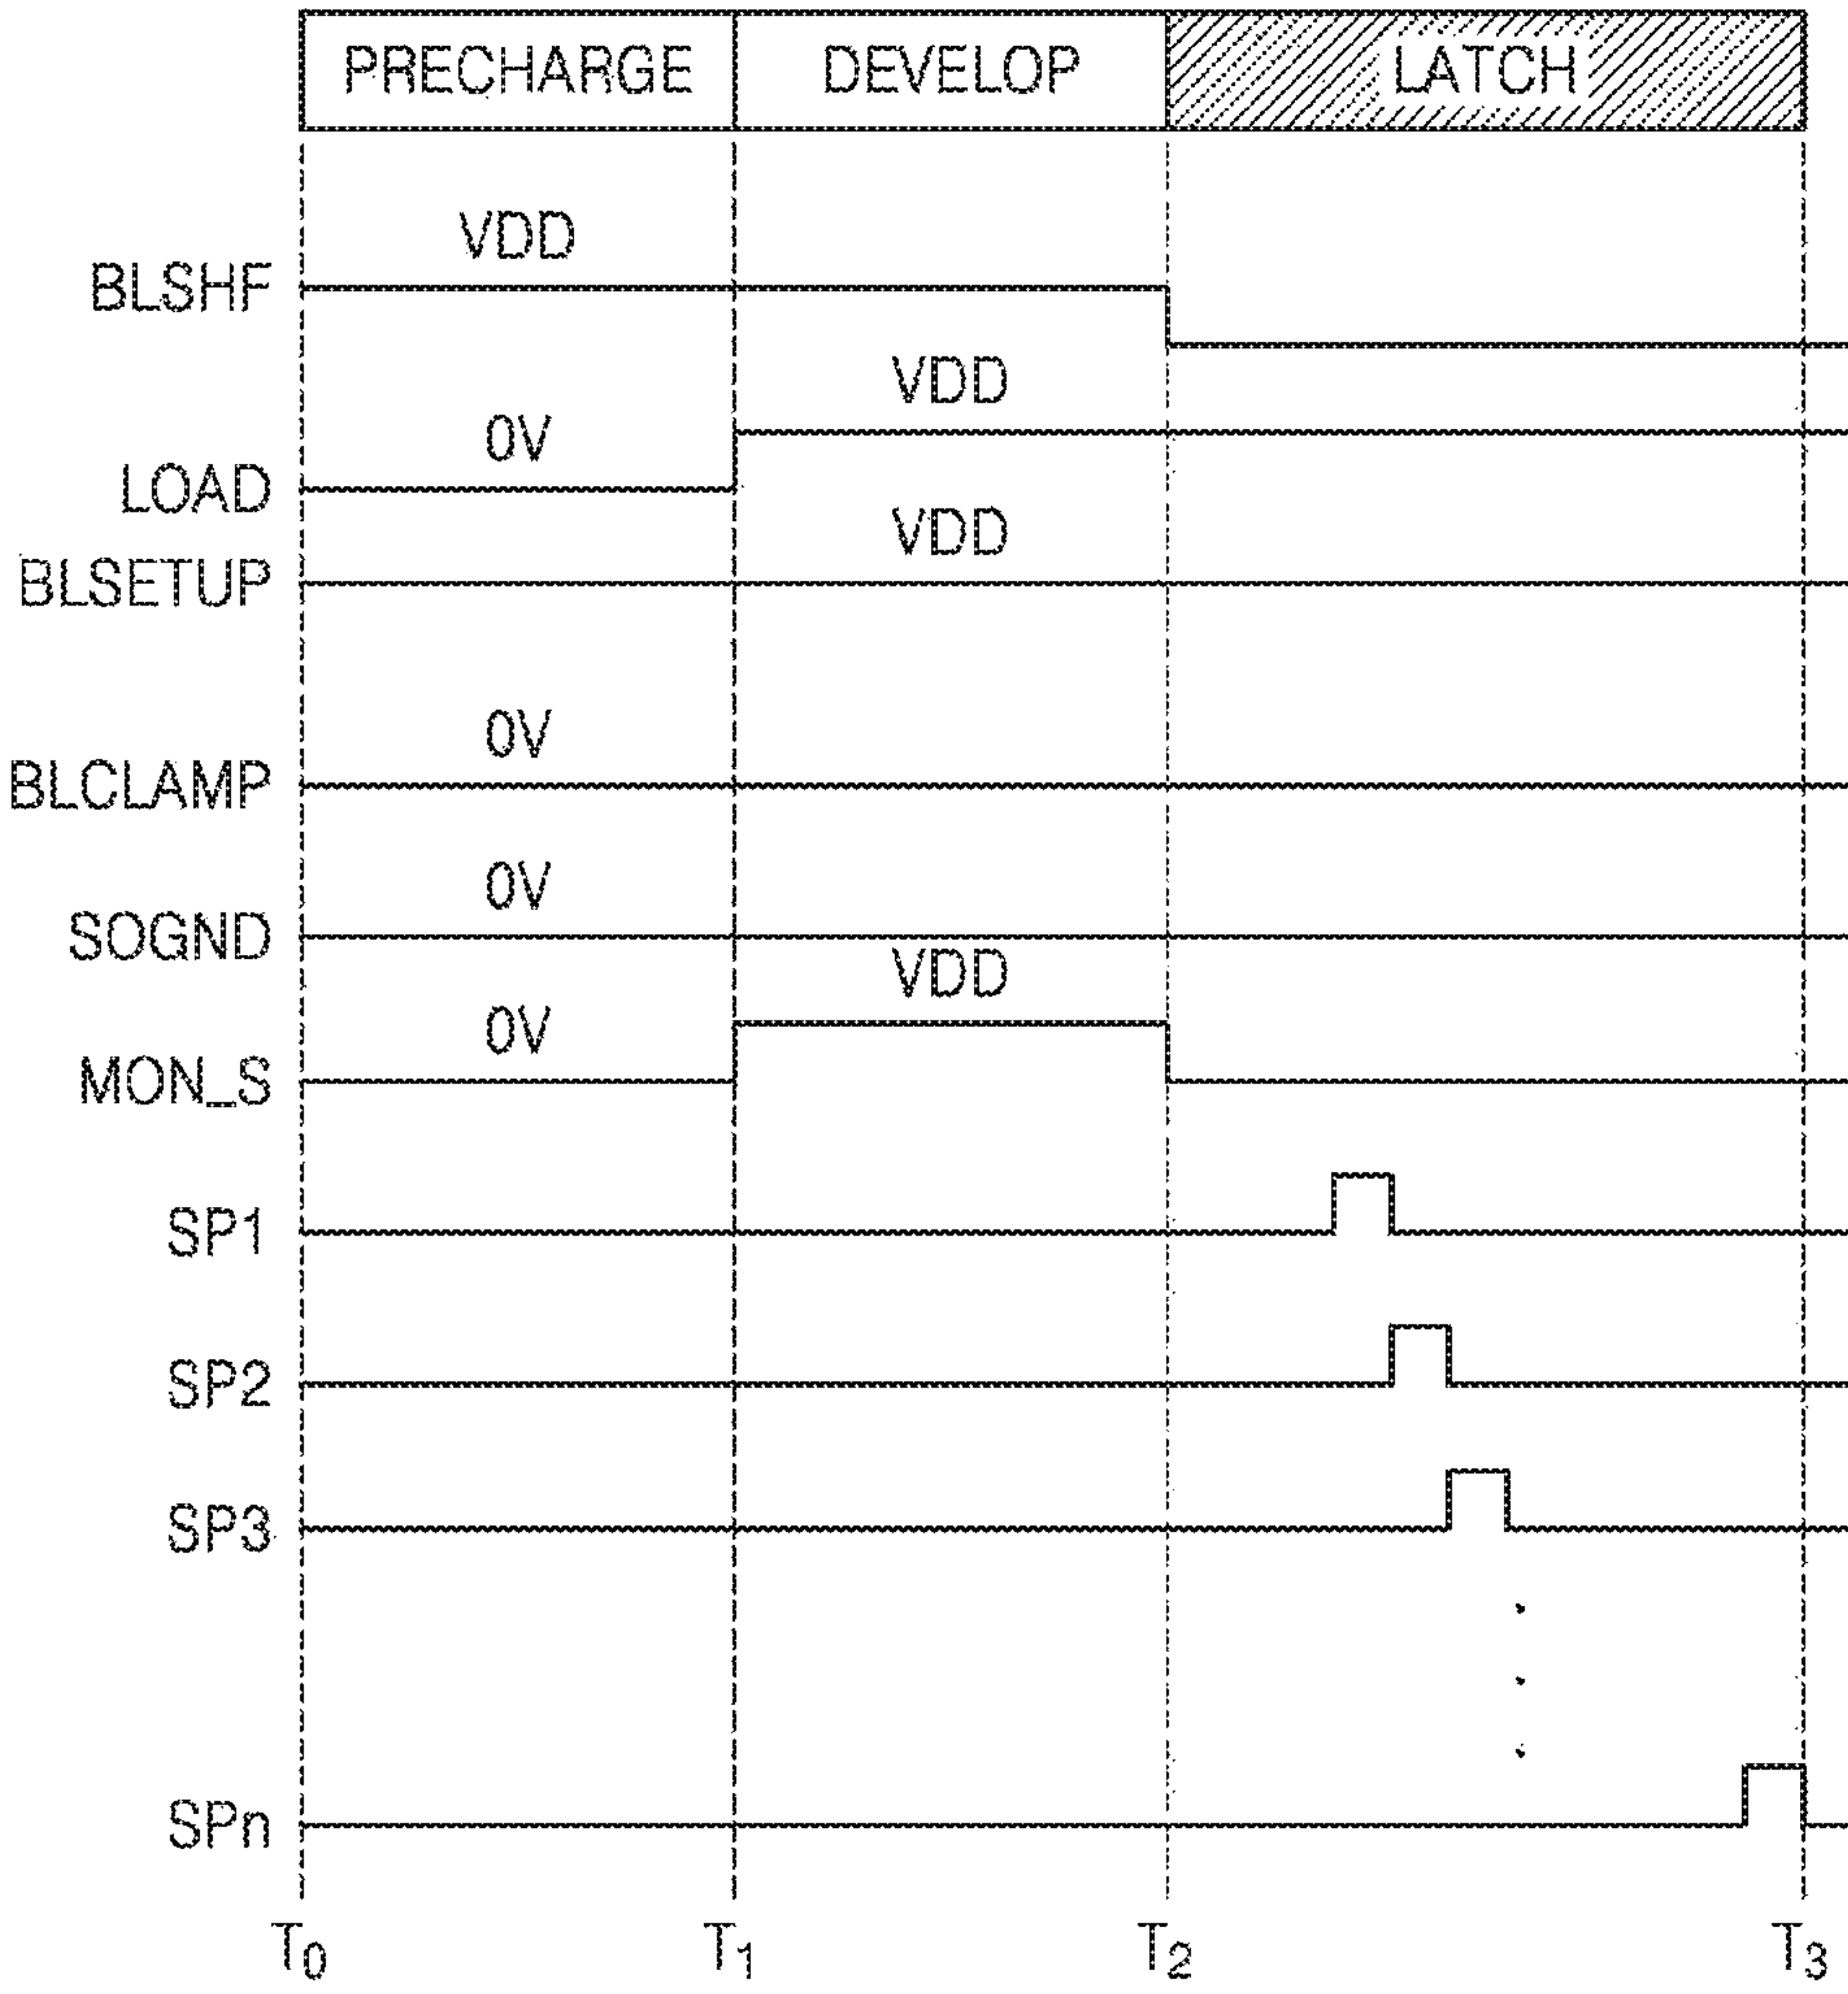 PRECHARGE DEVELOP LATCH
VDD
BLSHF
VDD
0V
LOAD
VDD
BLSETUP
0V
BLCLAMP
0V
SOGND
VDD
0V
MON_S
SP1
SP2
SP3
SPn
T0 T1 T2 T3